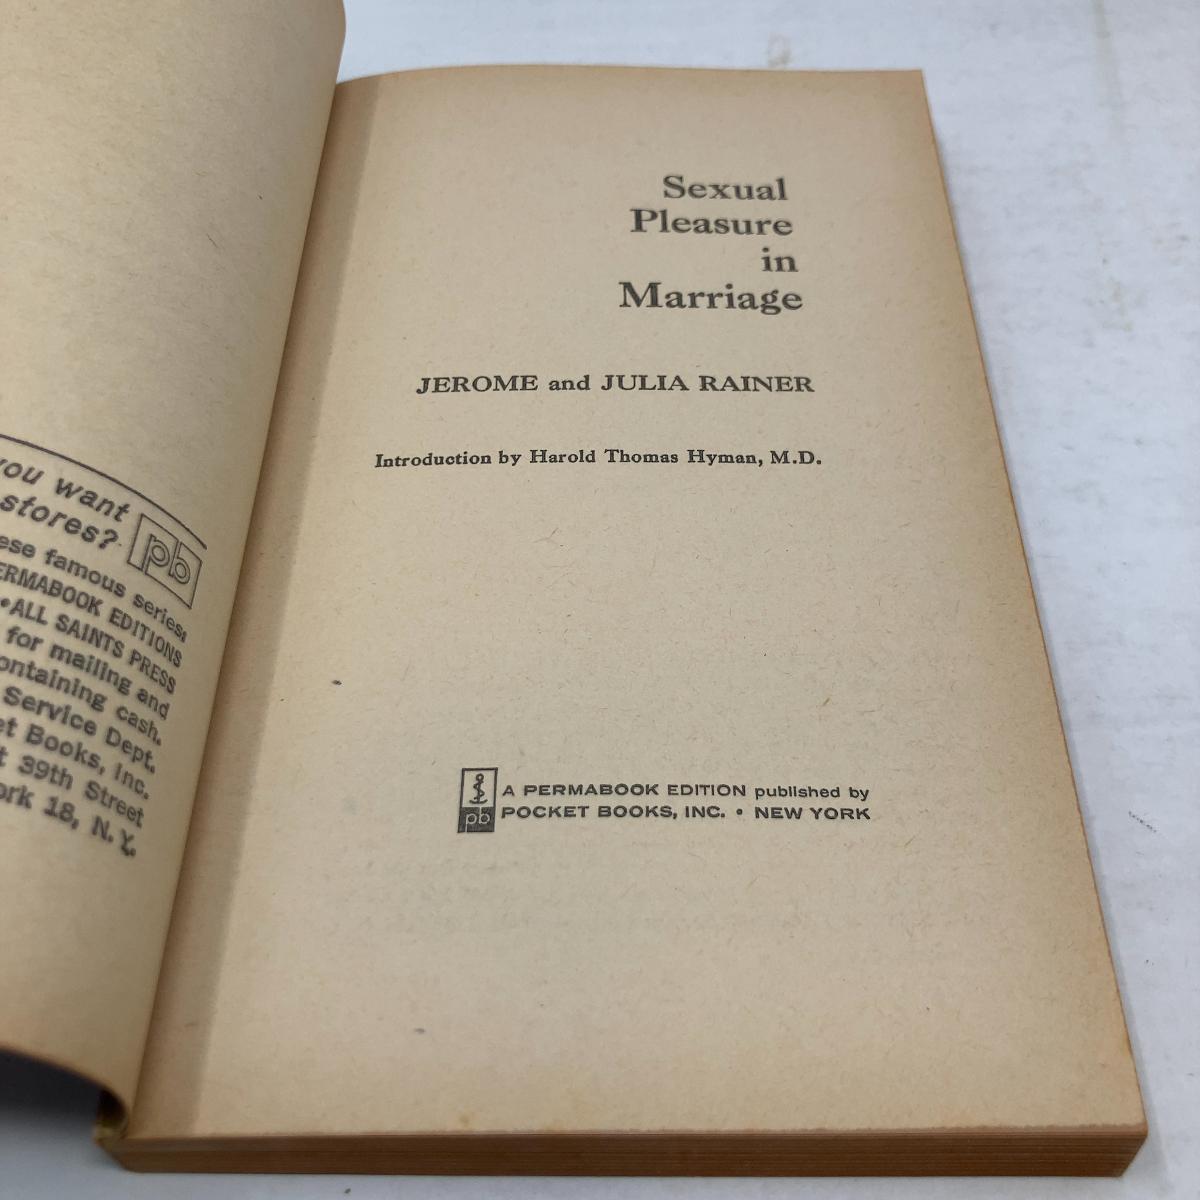 you want
stores?
pb
ese famous series:
ERMABOOK EDITIONS
•ALL SAINTS PRESS
for mailing and
ontaining cash.
Service Dept.
et Books, Inc.
t 39th Street
ork 18, N. Y.
Sexual
Pleasure
in
Marriage
JEROME and JULIA RAINER
Introduction by Harold Thomas Hyman, M.D.
A PERMABOOK EDITION published by
pb POCKET BOOKS, INC. • NEW YORK